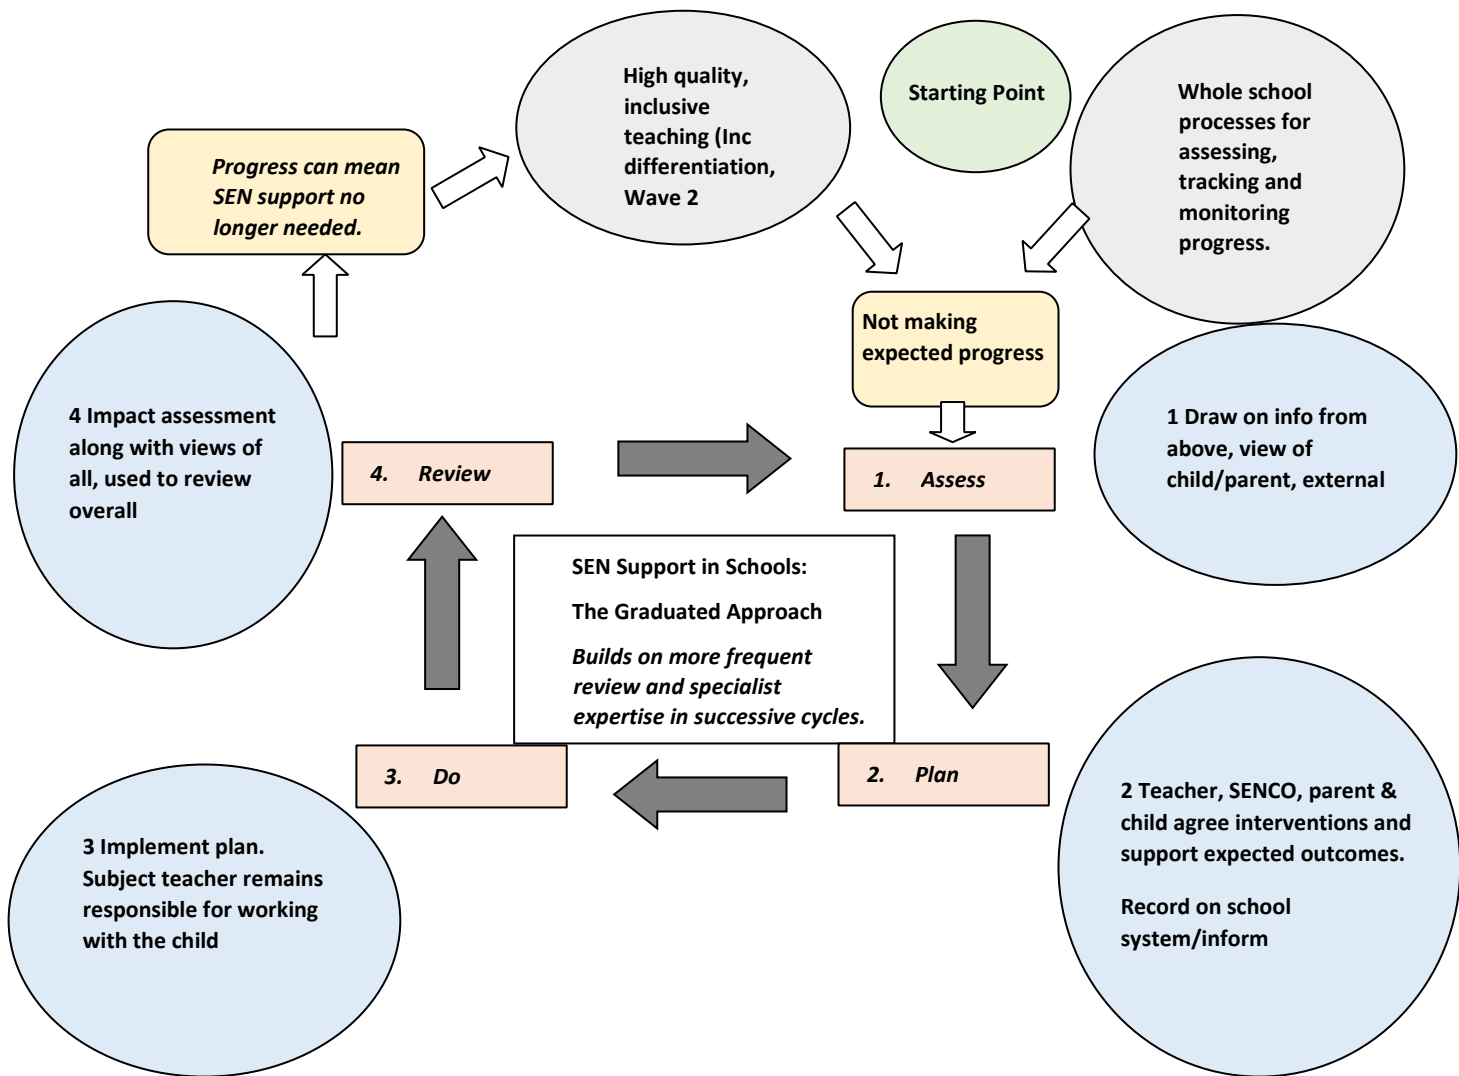 High quality,
inclusive
teaching (Inc
differentiation,
Wave 2
Starting Point
Whole school
processes for
assessing,
tracking and
monitoring
progress.
Progress can mean
SEN support no
longer needed.
Not making
expected progress
4 Impact assessment
along with views of
all, used to review
overall
4. Review
1. Assess
1 Draw on info from
above, view of
child/parent, external
SEN Support in Schools:
The Graduated Approach
Builds on more frequent
review and specialist
expertise in successive cycles.
3. Do
2. Plan
3 Implement plan.
Subject teacher remains
responsible for working
with the child
2 Teacher, SENCO, parent &
child agree interventions and
support expected outcomes.
Record on school
system/inform